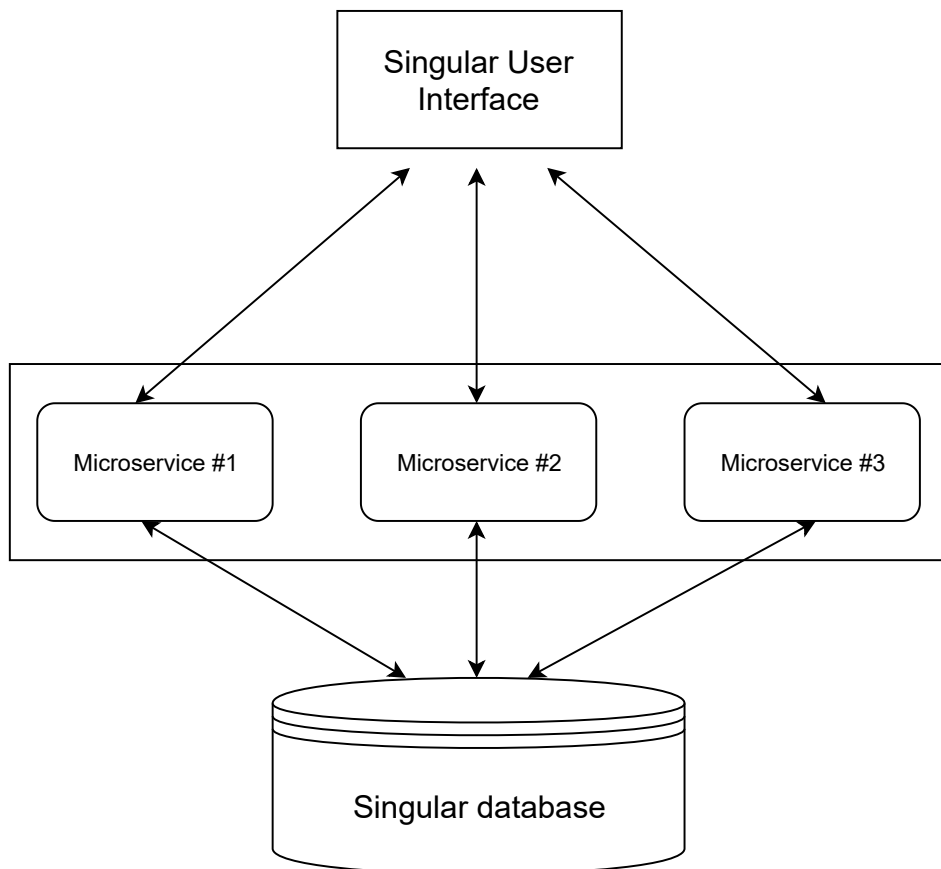 Singular User
Interface
Microservice #1
Microservice #2
Microservice #3
Singular database